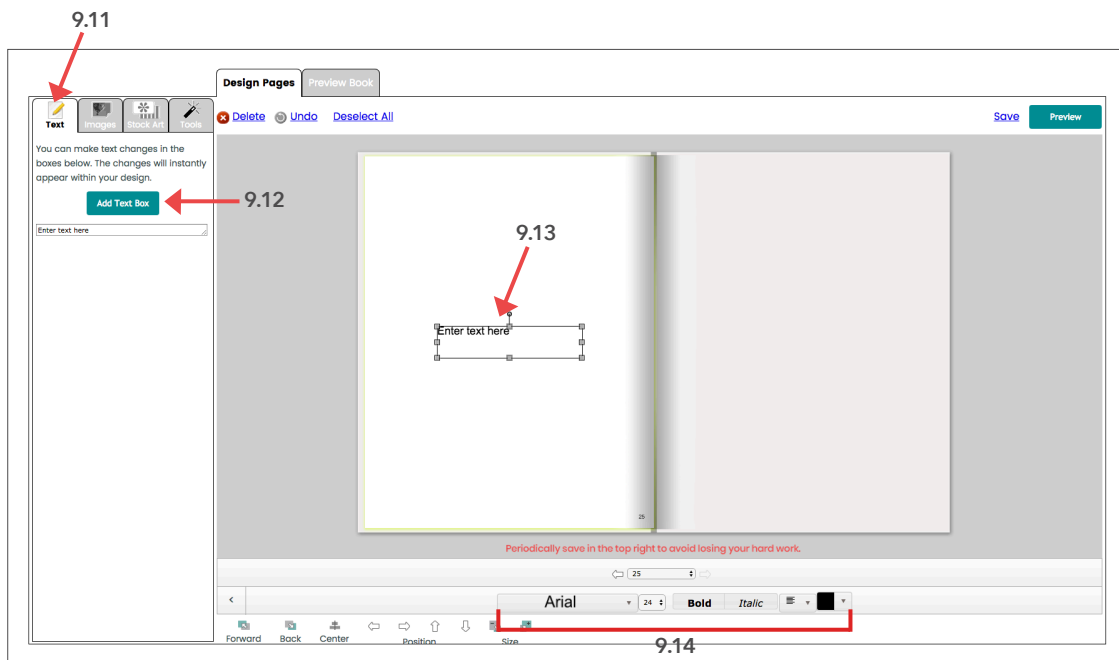 9.11
Design Pages Preview Book
Text Images Stock Art Tools
Delete Undo Deselect All Save Preview
You can make text changes in the
boxes below. The changes will instantly
appear within your design.
Add Text Box
9.12
Enter text here
9.13
Enter text here
25
Periodically save in the top right to avoid losing your hard work.
25
< Arial 24 Bold Italic
Forward Back Center Position Size
9.14